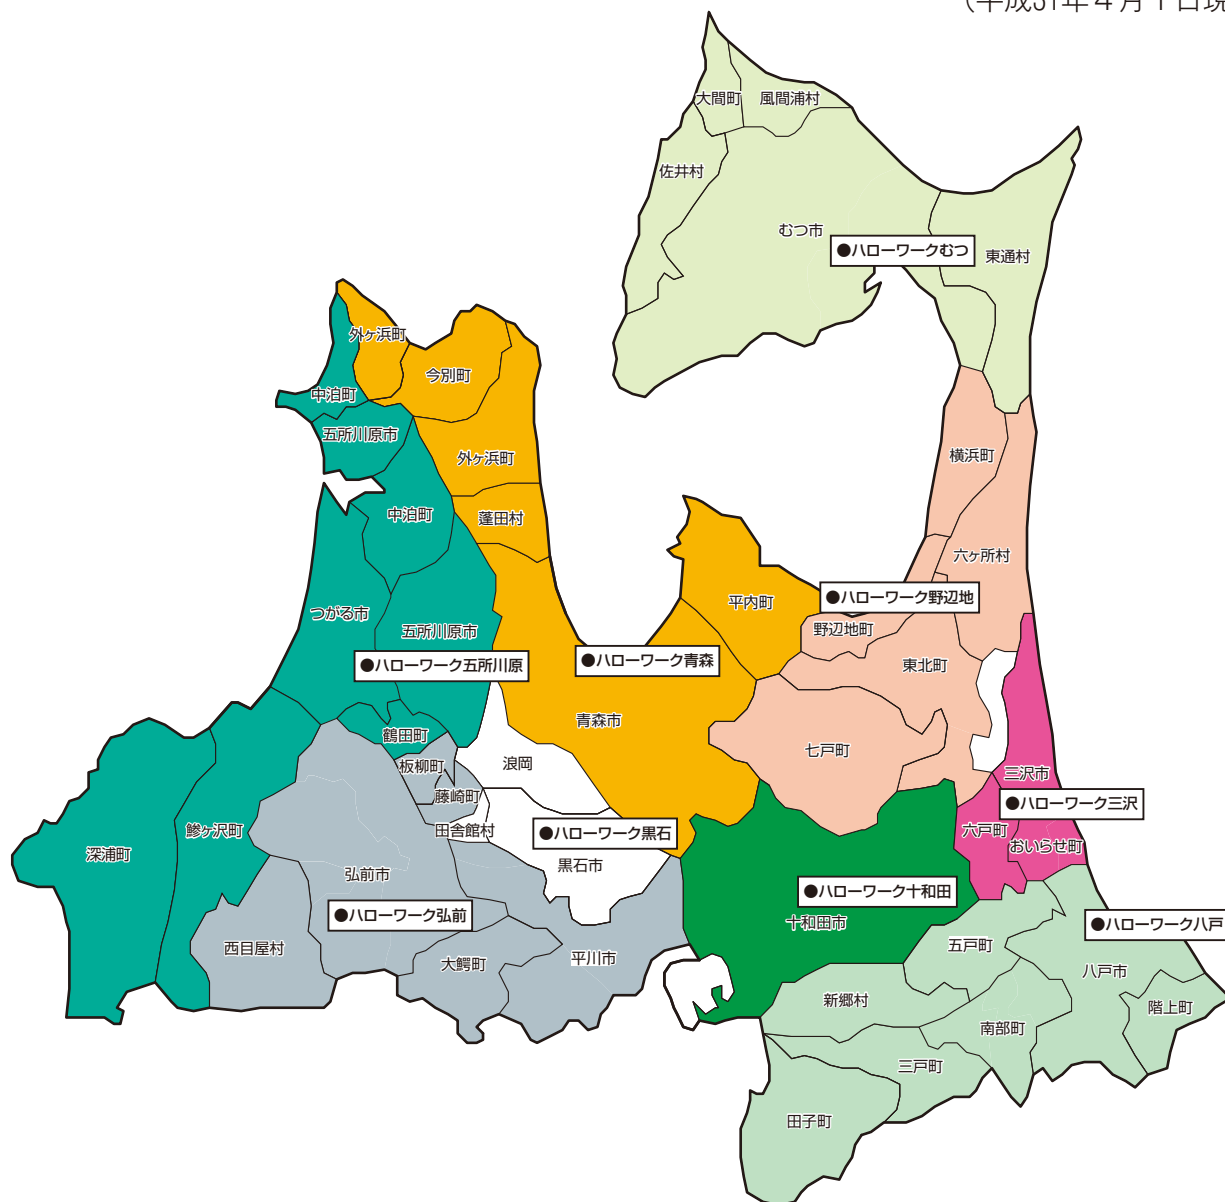 (平成31年４月１日現
大間町
風間浦村
佐井村
むつ市
●ハローワークむつ
東通村
外ヶ浜町
今別町
中泊町
五所川原市
外ヶ浜町
横浜町
中泊町
蓬田村
六ヶ所村
平内町
●ハローワーク野辺地
つがる市
五所川原市
野辺地町
●ハローワーク五所川原
●ハローワーク青森
東北町
青森市
鶴田町
七戸町
板柳町
浪岡
三沢市
藤崎町
●ハローワーク三沢
田舎館村
●ハローワーク黒石
六戸町
鰺ヶ沢町
おいらせ町
深浦町
黒石市
弘前市
●ハローワーク十和田
●ハローワーク弘前
十和田市
●ハローワーク八戸
西目屋村
五戸町
平川市
大鰐町
八戸市
新郷村
階上町
南部町
三戸町
田子町